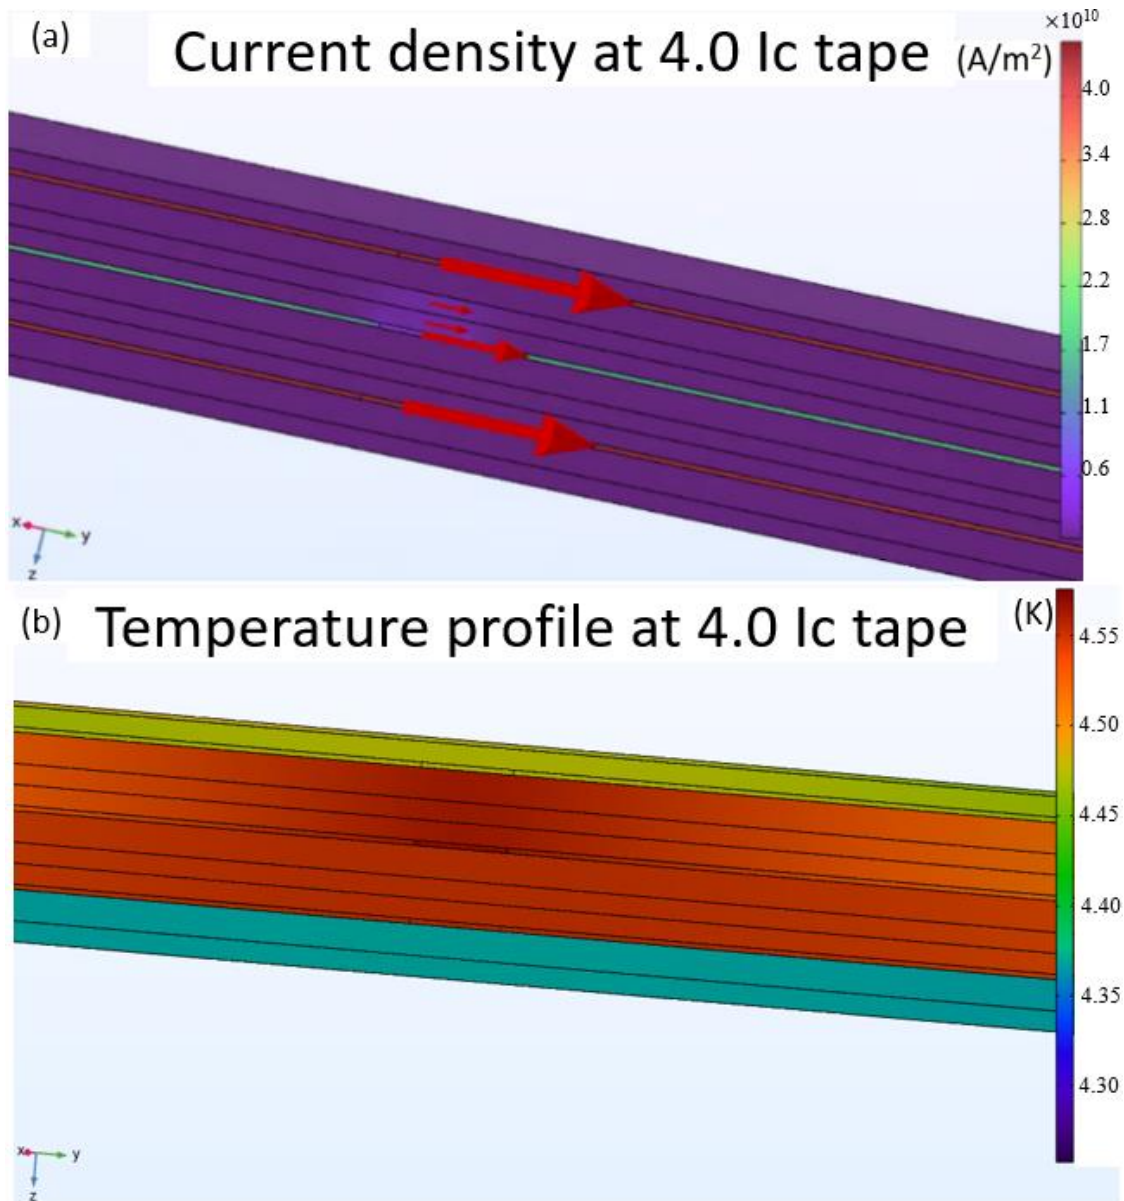 (a)
Current density at 4.0 Ic tape
(A/m²)
×10¹⁰
4.0
3.4
2.8
2.2
1.7
1.1
0.6
x
y
z
(b)
Temperature profile at 4.0 Ic tape
(K)
4.55
4.50
4.45
4.40
4.35
4.30
x
y
z